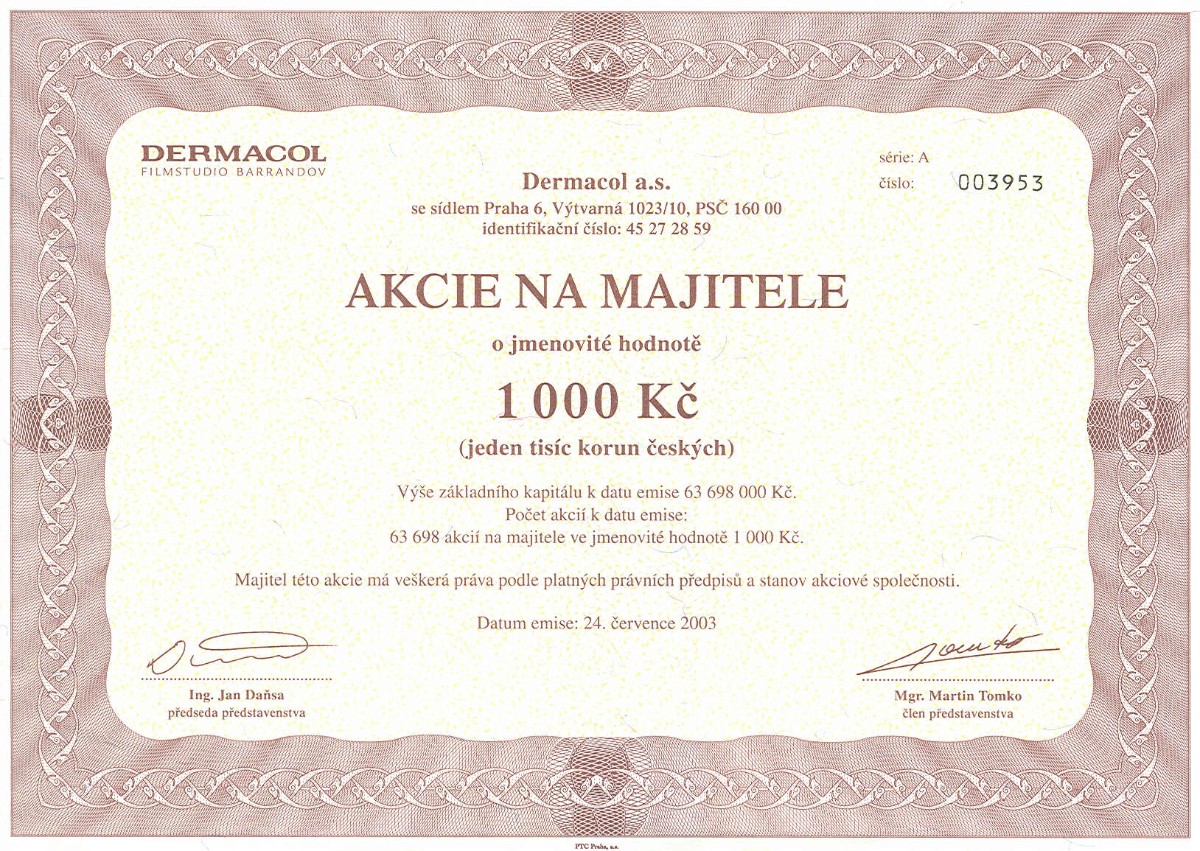 DERMACOL
FILMSTUDIO BARRANDOV
série: A
číslo: 003953
Dermacol a.s.
se sídlem Praha 6, Výtvarná 1023/10, PSČ 160 00
identifikační číslo: 45 27 28 59
AKCIE NA MAJITELE
o jmenovité hodnotě
1 000 Kč
(jeden tisíc korun českých)
Výše základního kapitálu k datu emise 63 698 000 Kč.
Počet akcií k datu emise:
63 698 akcií na majitele ve jmenovité hodnotě 1 000 Kč.
Majitel této akcie má veškerá práva podle platných právních předpisů a stanov akciové společnosti.
Datum emise: 24. července 2003
Ing. Jan Daňsa
předseda představenstva
Mgr. Martin Tomko
člen představenstva
PTC Praha, a.s.